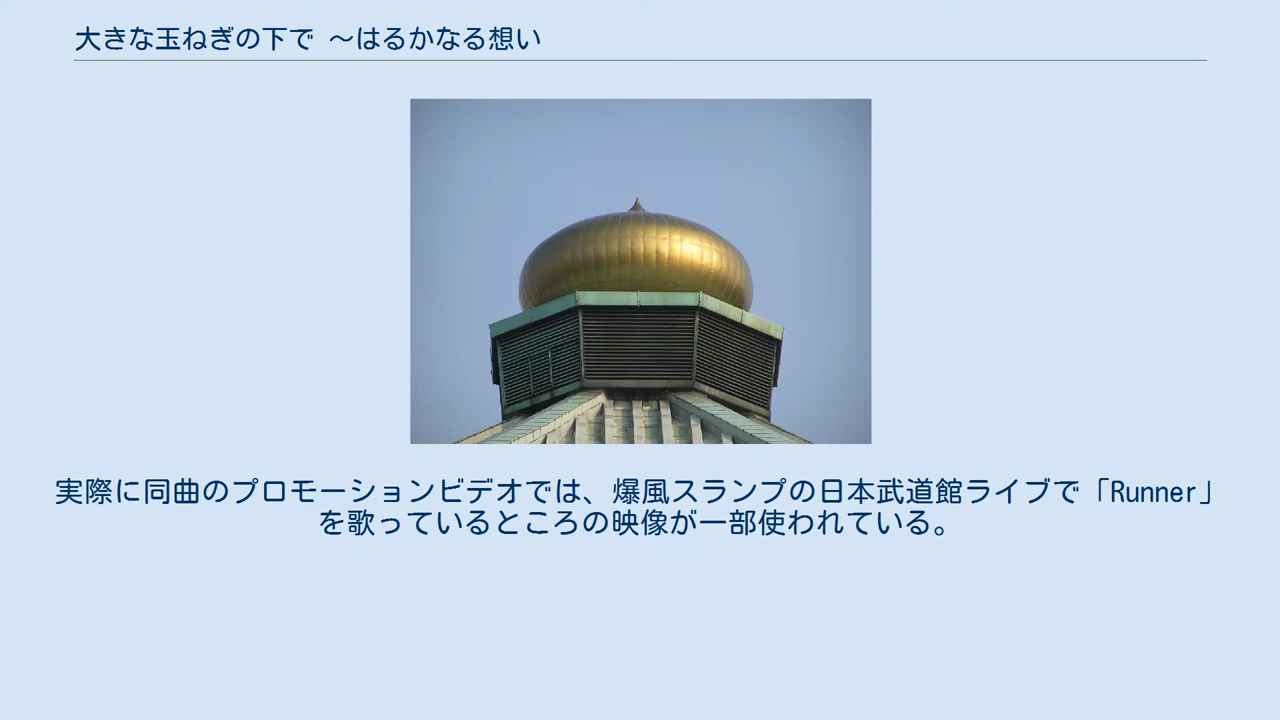 大きな玉ねぎの下で ～はるかなる想い
実際に同曲のプロモーションビデオでは、爆風スランプの日本武道館ライブで「Runner」
を歌っているところの映像が一部使われている。